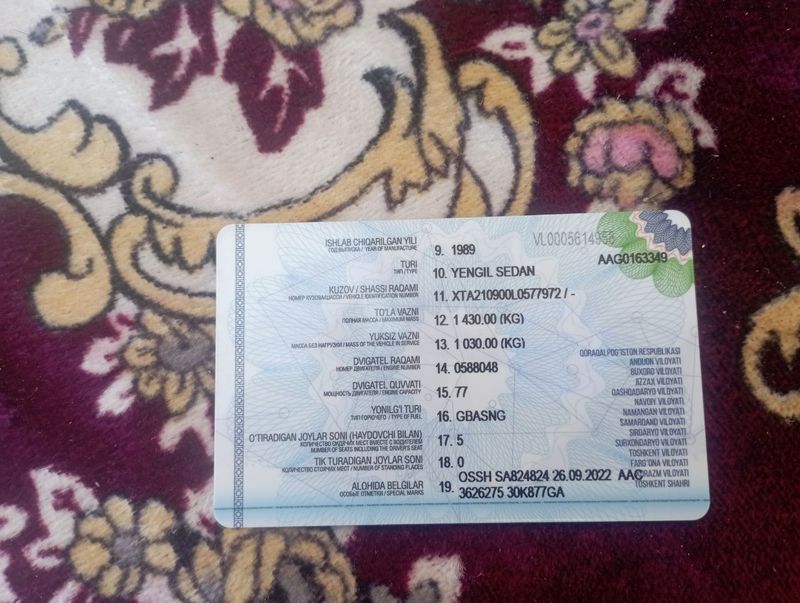 VL0005614956
AAG0163349
ISHLAB CHIQARILGAN YILI
ГОД ВЫПУСКА / YEAR OF MANUFACTURE
9. 1989
TURI
ТИП / TYPE
10. YENGIL SEDAN
KUZOV / SHASSI RAQAMI
НОМЕР КУЗОВА/ШАССИ / VEHICLE IDENTIFICATION NUMBER
11. XTA210900L0577972 / -
TO'LA VAZNI
ПОЛНАЯ МАССА / MAXIMUM MASS
12. 1 430.00 (KG)
YUKSIZ VAZNI
МАССА БЕЗ НАГРУЗКИ / MASS OF THE VEHICLE IN SERVICE
13. 1 030.00 (KG)
DVIGATEL RAQAMI
НОМЕР ДВИГАТЕЛЯ / ENGINE NUMBER
14. 0588048
DVIGATEL QUVVATI
МОЩНОСТЬ ДВИГАТЕЛЯ / ENGINE CAPACITY
15. 77
YONILG'I TURI
ТИП ГОРЮЧЕГО / TYPE OF FUEL
16. GBASNG
O'TIRADIGAN JOYLAR SONI (HAYDOVCHI BILAN)
КОЛИЧЕСТВО СИДЯЧИХ МЕСТ ВМЕСТЕ С ВОДИТЕЛЕМ
NUMBER OF SEATS INCLUDING THE DRIVER'S SEAT
17. 5
TIK TURADIGAN JOYLAR SONI
КОЛИЧЕСТВО СТОЯЧИХ МЕСТ / NUMBER OF STANDING PLACES
18. 0
ALOHIDA BELGILAR
ОСОБЫЕ ОТМЕТКИ / SPECIAL MARKS
19. OSSH SA824824 26.09.2022 AAC
3626275 30K877GA
QORAQALPOG'ISTON RESPUBLIKASI
ANDIJON VILOYATI
BUXORO VILOYATI
JIZZAX VILOYATI
QASHQADARYO VILOYATI
NAVOIY VILOYATI
NAMANGAN VILOYATI
SAMARQAND VILOYATI
SIRDARYO VILOYATI
SURXONDARYO VILOYATI
TOSHKENT VILOYATI
FARG'ONA VILOYATI
XORAZM VILOYATI
TOSHKENT SHAHRI